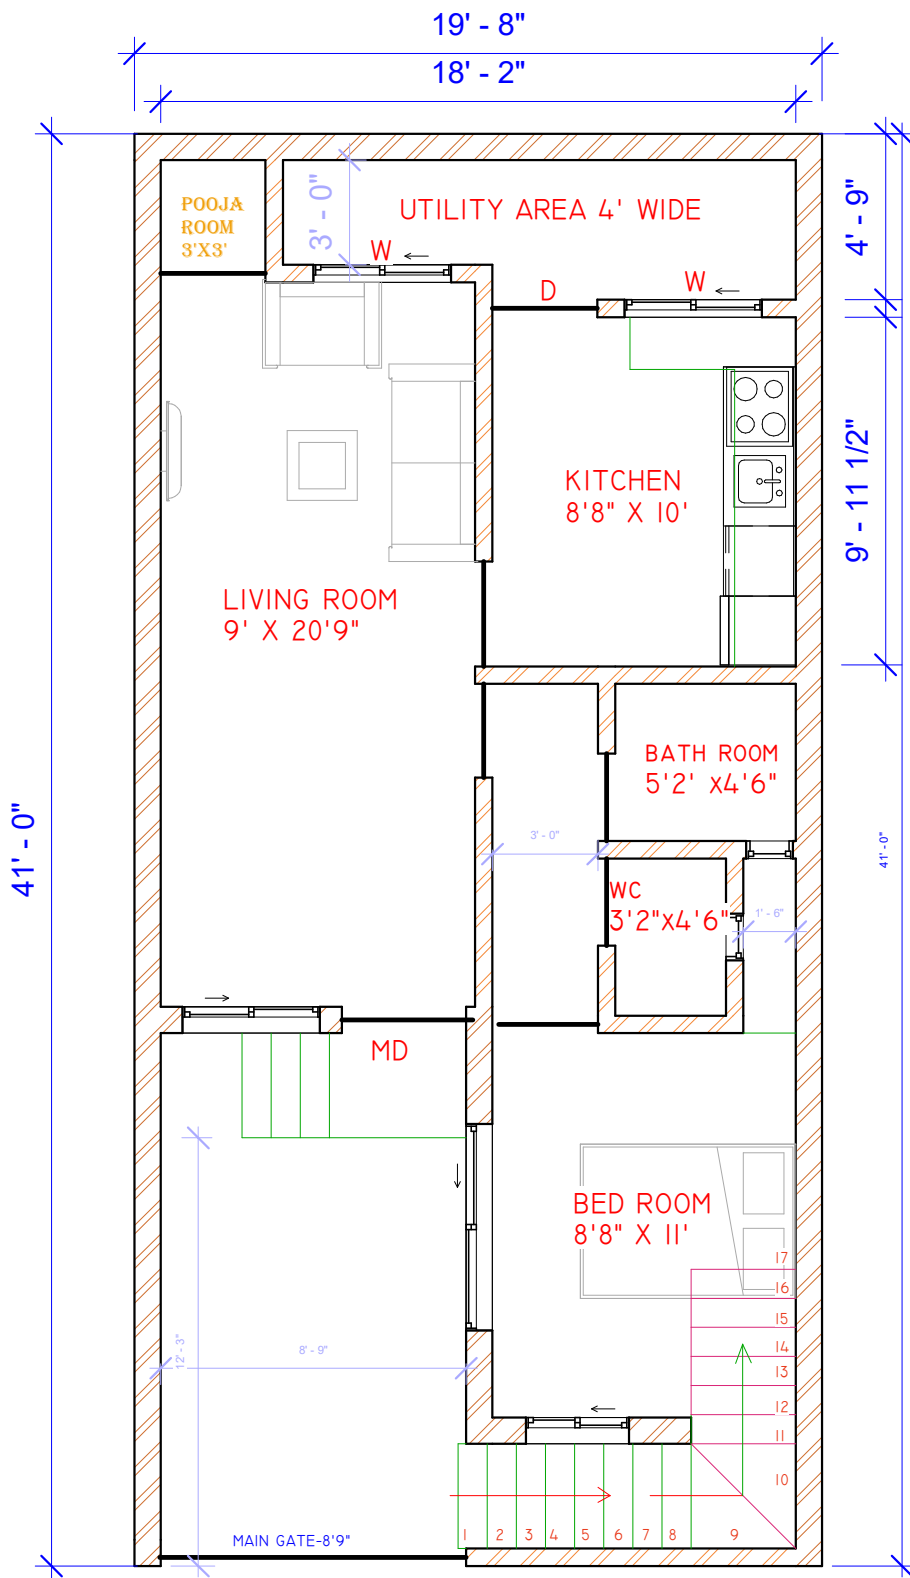 19' - 8"
18' - 2"
POOJA
ROOM
3'X3'
3' - 0"
UTILITY AREA 4' WIDE
W
D
W
4' - 9"
KITCHEN
8'8" X 10'
9' - 11 1/2"
LIVING ROOM
9' X 20'9"
BATH ROOM
5'2' X4'6"
41' - 0"
3' - 0"
41' - 0"
WC
3'2"X4'6"
1' - 6"
MD
BED ROOM
8'8" X 11'
12' - 3"
8' - 9"
17
16
15
14
13
12
11
10
1 2 3 4 5 6 7 8 9
MAIN GATE-8'9"